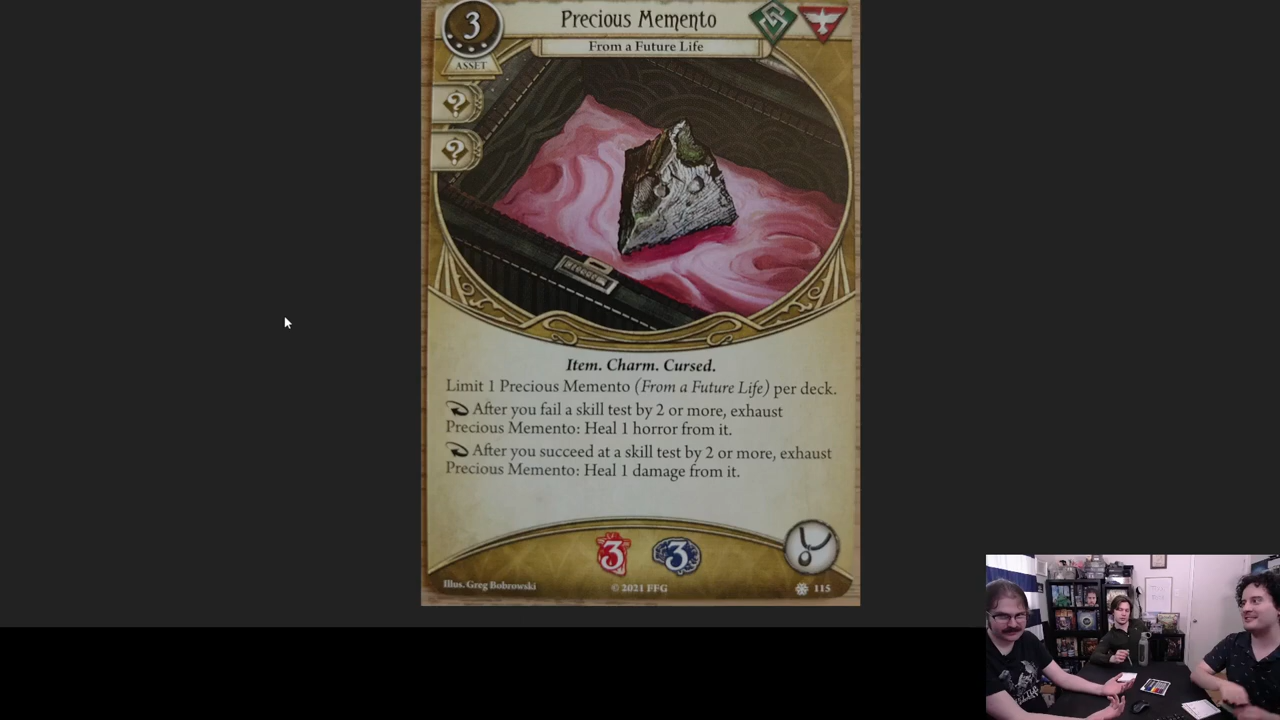 3
Precious Memento
From a Future Life
ASSET
?
?
Item. Charm. Cursed.
Limit 1 Precious Memento (From a Future Life) per deck.
After you fail a skill test by 2 or more, exhaust
Precious Memento: Heal 1 horror from it.
After you succeed at a skill test by 2 or more, exhaust
Precious Memento: Heal 1 damage from it.
3 3
Illus. Greg Bobrowski © 2021 FFG 115